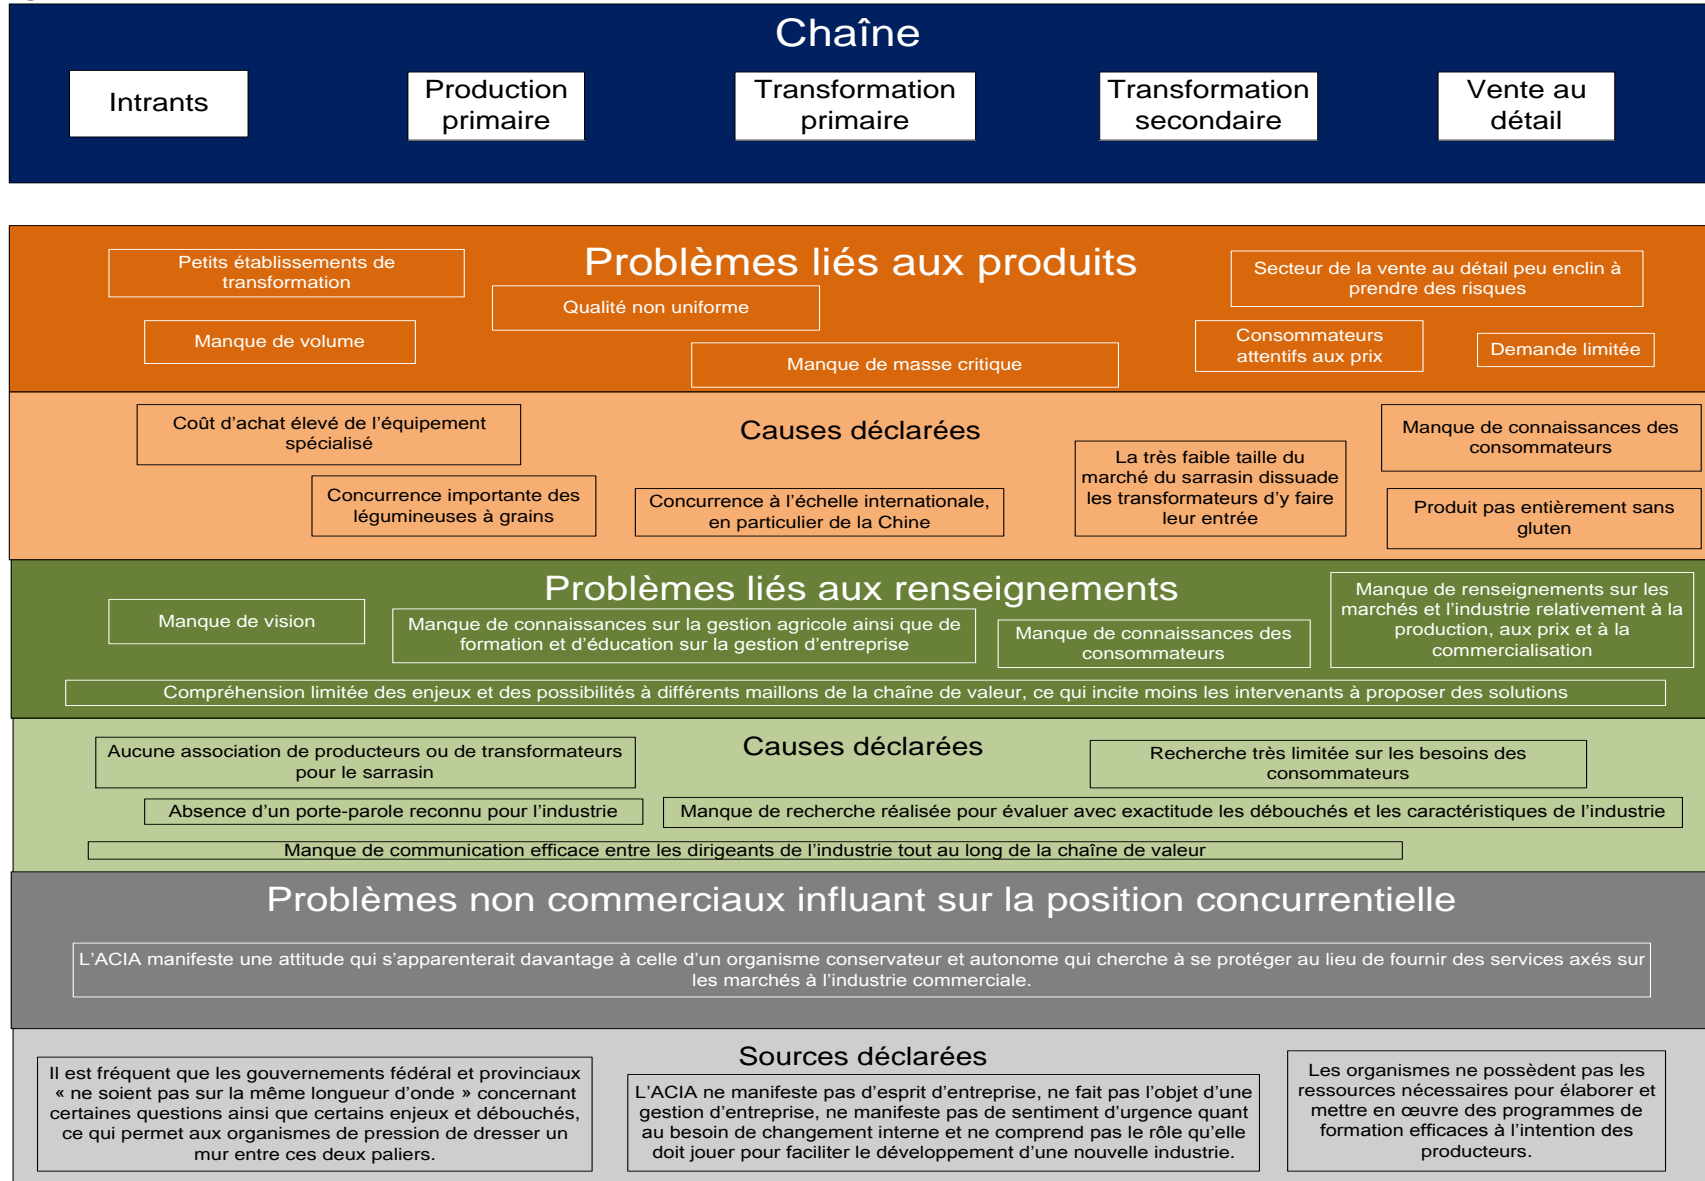 Chaîne
Intrants
Production
primaire
Transformation
primaire
Transformation
secondaire
Vente au
détail
Problèmes liés aux produits
Petits établissements de
transformation
Qualité non uniforme
Secteur de la vente au détail peu enclin à
prendre des risques
Manque de volume
Manque de masse critique
Consommateurs
attentifs aux prix
Demande limitée
Causes déclarées
Coût d’achat élevé de l’équipement
spécialisé
Concurrence importante des
légumineuses à grains
Concurrence à l’échelle internationale,
en particulier de la Chine
La très faible taille du
marché du sarrasin dissuade
les transformateurs d’y faire
leur entrée
Manque de connaissances des
consommateurs
Produit pas entièrement sans
gluten
Problèmes liés aux renseignements
Manque de vision
Manque de connaissances sur la gestion agricole ainsi que de
formation et d’éducation sur la gestion d’entreprise
Manque de connaissances des
consommateurs
Manque de renseignements sur les
marchés et l’industrie relativement à la
production, aux prix et à la
commercialisation
Compréhension limitée des enjeux et des possibilités à différents maillons de la chaîne de valeur, ce qui incite moins les intervenants à proposer des solutions
Causes déclarées
Aucune association de producteurs ou de transformateurs
pour le sarrasin
Recherche très limitée sur les besoins des
consommateurs
Absence d’un porte-parole reconnu pour l’industrie
Manque de recherche réalisée pour évaluer avec exactitude les débouchés et les caractéristiques de l’industrie
Manque de communication efficace entre les dirigeants de l’industrie tout au long de la chaîne de valeur
Problèmes non commerciaux influant sur la position concurrentielle
L’ACIA manifeste une attitude qui s’apparenterait davantage à celle d’un organisme conservateur et autonome qui cherche à se protéger au lieu de fournir des services axés sur
les marchés à l’industrie commerciale.
Sources déclarées
Il est fréquent que les gouvernements fédéral et provinciaux
« ne soient pas sur la même longueur d’onde » concernant
certaines questions ainsi que certains enjeux et débouchés,
ce qui permet aux organismes de pression de dresser un
mur entre ces deux paliers.
L’ACIA ne manifeste pas d’esprit d’entreprise, ne fait pas l’objet d’une
gestion d’entreprise, ne manifeste pas de sentiment d’urgence quant
au besoin de changement interne et ne comprend pas le rôle qu’elle
doit jouer pour faciliter le développement d’une nouvelle industrie.
Les organismes ne possèdent pas les
ressources nécessaires pour élaborer et
mettre en œuvre des programmes de
formation efficaces à l’intention des
producteurs.